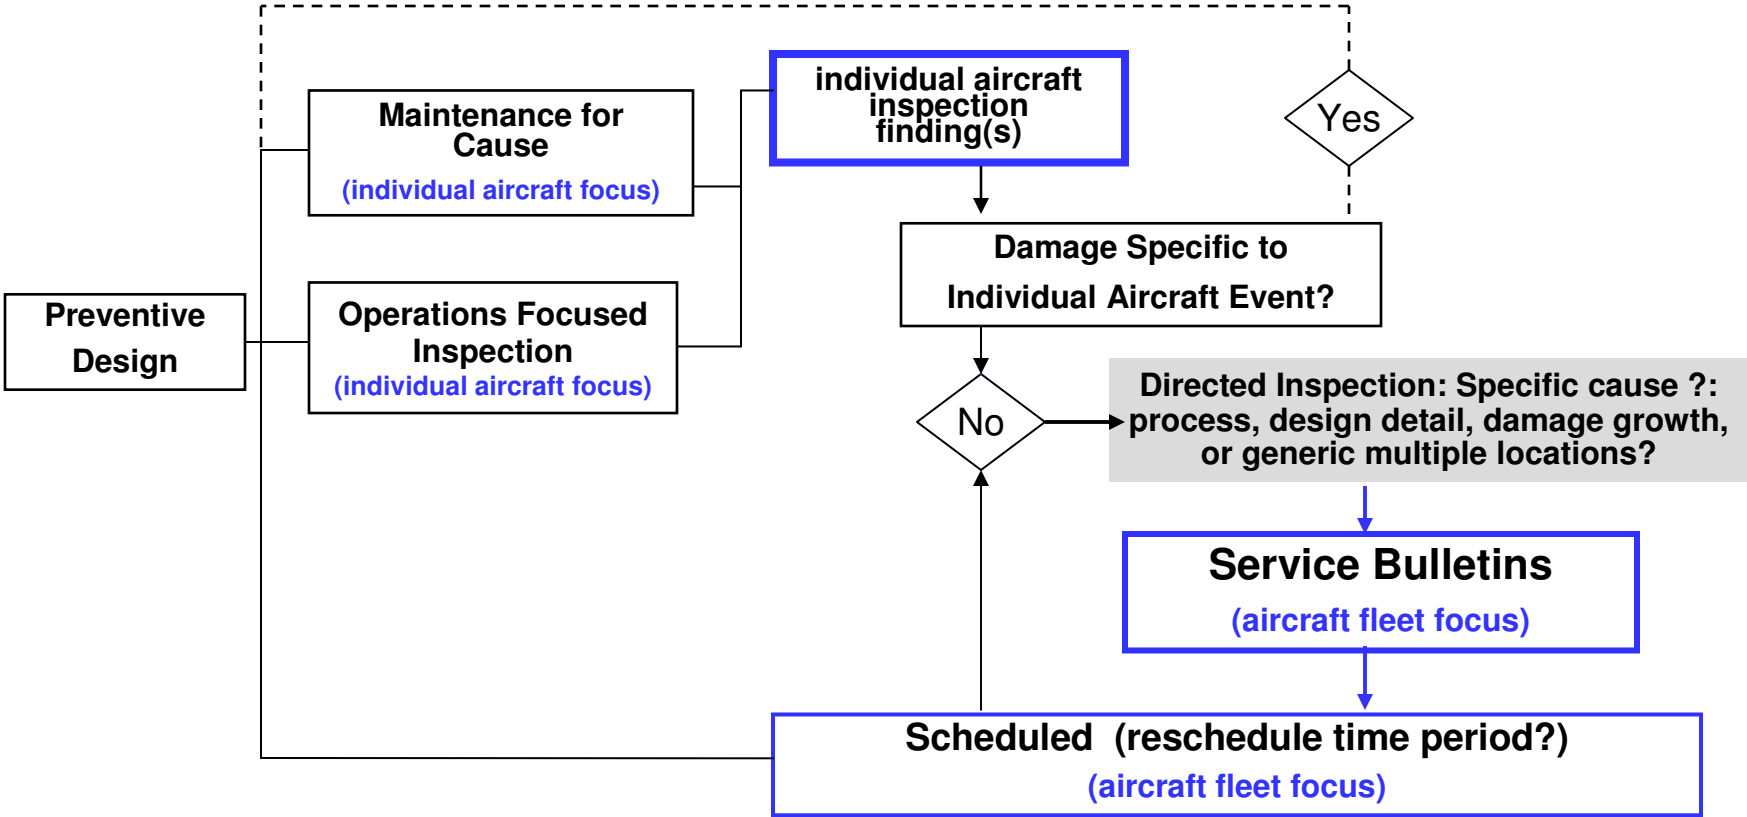 individual aircraft
inspection
finding(s)
Yes
Maintenance for
Cause
(individual aircraft focus)
Damage Specific to
Individual Aircraft Event?
Preventive
Design
Operations Focused
Inspection
(individual aircraft focus)
No
Directed Inspection: Specific cause ?:
process, design detail, damage growth,
or generic multiple locations?
Service Bulletins
(aircraft fleet focus)
Scheduled (reschedule time period?)
(aircraft fleet focus)